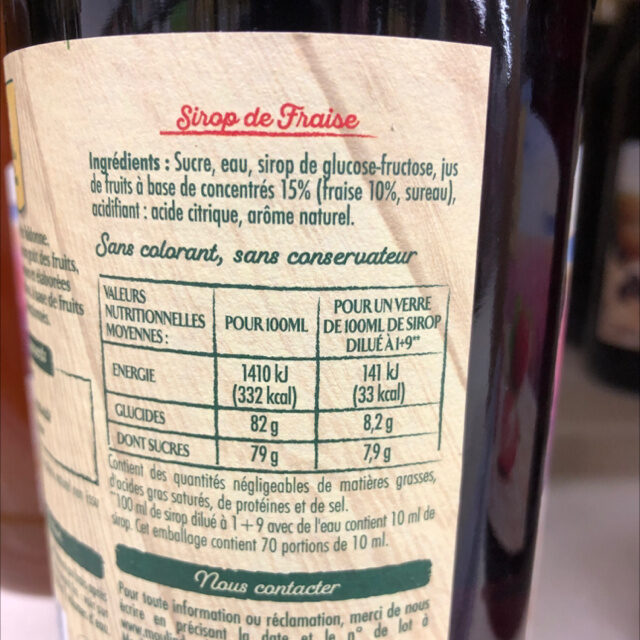 Sirop de Fraise
Ingrédients : Sucre, eau, sirop de glucose-fructose, jus
de fruits à base de concentrés 15% (fraise 10%, sureau),
acidifiant : acide citrique, arôme naturel.
Sans colorant, sans conservateur
VALEURS
NUTRITIONNELLES
MOYENNES :
POUR 100ML
POUR UN VERRE
DE 100ML DE SIROP
DILUÉ À 1+9**
ENERGIE
1410 kJ
(332 kcal)
141 kJ
(33 kcal)
GLUCIDES
82 g
8,2 g
DONT SUCRES
79 g
7,9 g
Contient des quantités négligeables de matières grasses,
d'acides gras saturés, de protéines et de sel.
**100 ml de sirop dilué à 1+9 avec de l'eau contient 10 ml de
sirop. Cet emballage contient 70 portions de 10 ml.
Nous contacter
Pour toute information ou réclamation, merci de nous
écrire en précisant la date et le n° de lot à
des fruits,
élaborées
de fruits